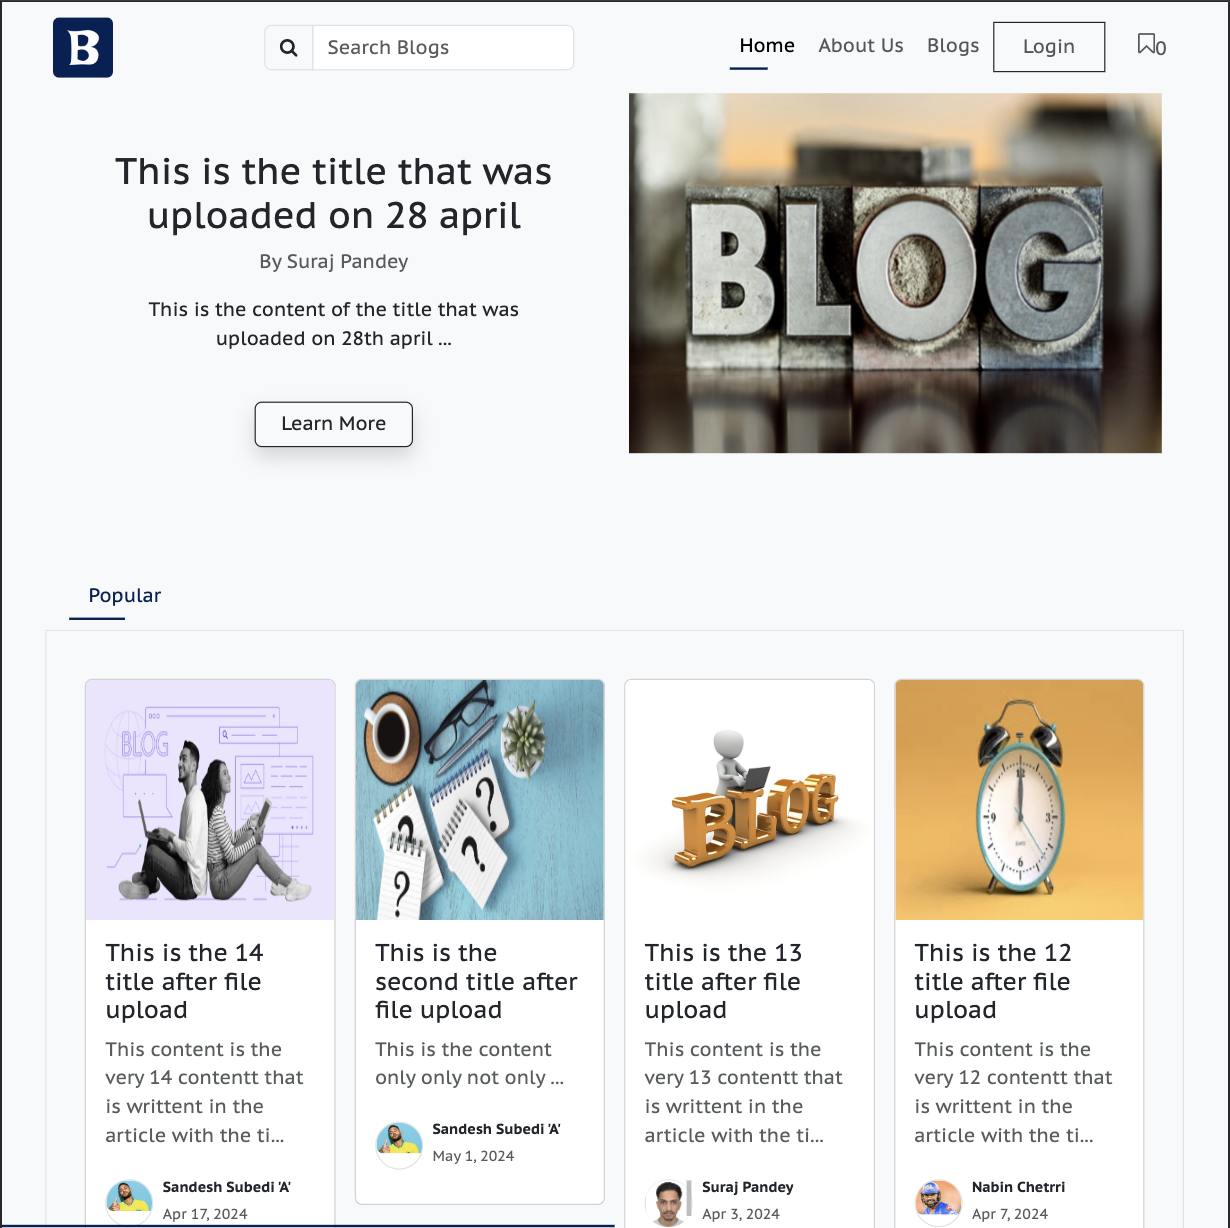 B
Search Blogs
Home
About Us
Blogs
Login
0
This is the title that was
uploaded on 28 april
By Suraj Pandey
This is the content of the title that was
uploaded on 28th april ...
Learn More
BLOG
Popular
BLOG
This is the 14
title after file
upload
This content is the
very 14 contentt that
is writtent in the
article with the ti...
Sandesh Subedi 'A'
Apr 17, 2024
? ? ? ?
This is the
second title after
file upload
This is the content
only only not only ...
Sandesh Subedi 'A'
May 1, 2024
BLOG
This is the 13
title after file
upload
This content is the
very 13 contentt that
is writtent in the
article with the ti...
Suraj Pandey
Apr 3, 2024
12
9 3
6
This is the 12
title after file
upload
This content is the
very 12 contentt that
is writtent in the
article with the ti...
Nabin Chetrri
Apr 7, 2024